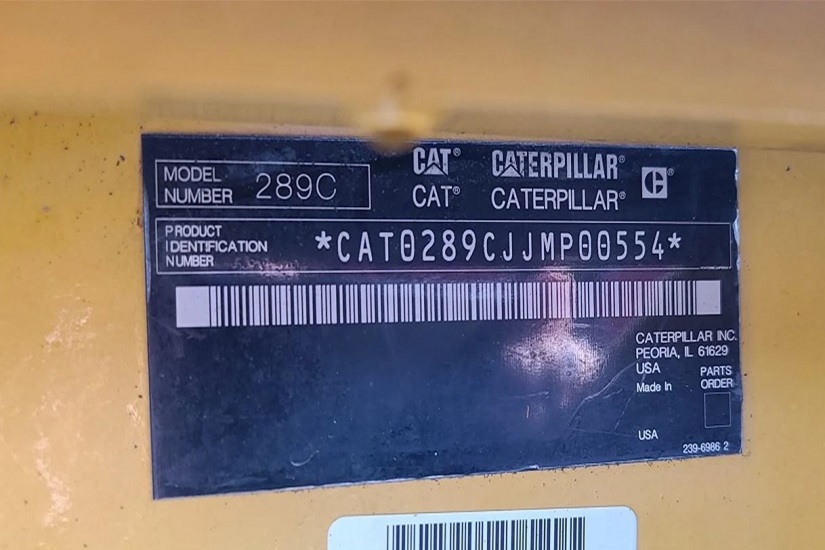 MODEL
NUMBER 289C
CAT® CATERPILLAR® C®
CAT® CATERPILLAR®
PRODUCT
IDENTIFICATION
NUMBER
*CAT0289CJJMP00554*
CATERPILLAR INC.
PEORIA, IL 61629
USA
Made in
PARTS
ORDER
USA
239-6986 2